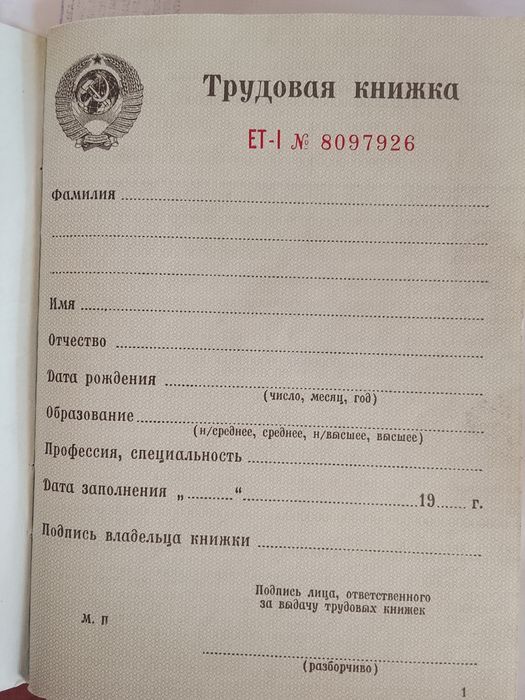 Трудовая книжка
ЕТ-I № 8097926
Фамилия
Имя
Отчество
Дата рождения
(число, месяц, год)
Образование
(н/среднее, среднее, н/высшее, высшее)
Профессия, специальность
Дата заполнения „ “ 19 г.
Подпись владельца книжки
Подпись лица, ответственного
за выдачу трудовых книжек
М. П
(разборчиво)
1